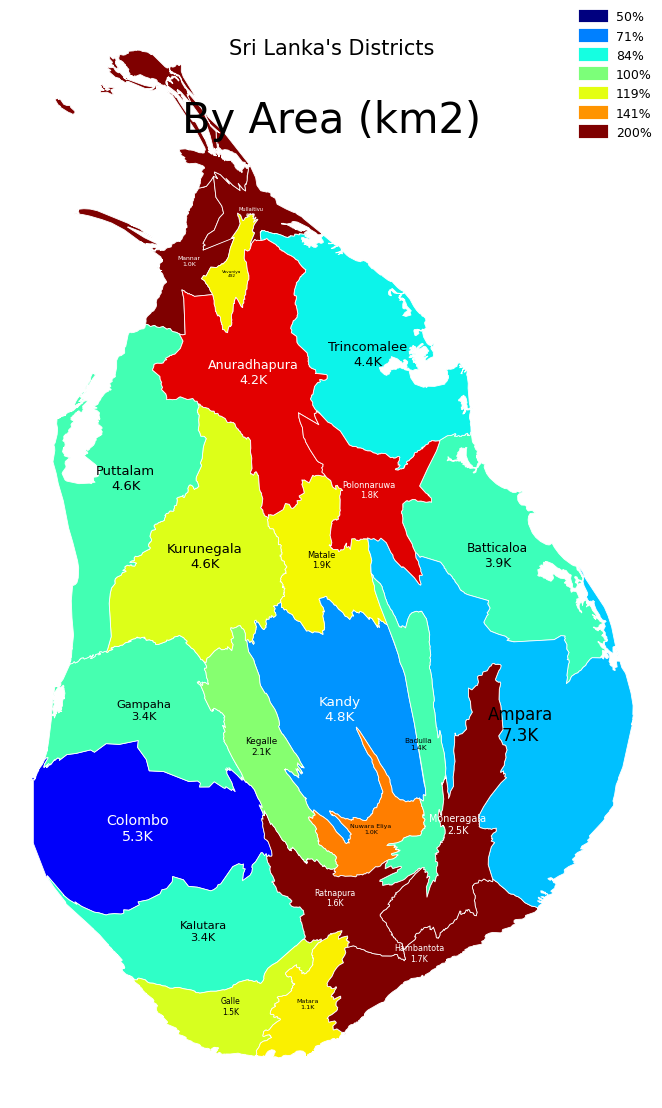 Sri Lanka's Districts
By Area (km2)
50%
71%
84%
100%
119%
141%
200%
Mullaitivu
Mannar
1.0K
Vavuniya
Anuradhapura
4.2K
Trincomalee
4.4K
Puttalam
4.6K
Polonnaruwa
1.8K
Kurunegala
4.6K
Matale
1.9K
Batticaloa
3.9K
Gampaha
3.4K
Kandy
4.8K
Ampara
7.3K
Kegalle
2.1K
Badulla
1.4K
Colombo
5.3K
Nuwara Eliya
1.0K
Moneragala
2.5K
Ratnapura
1.6K
Kalutara
3.4K
Hambantota
1.7K
Galle
1.5K
Matara
1.1K